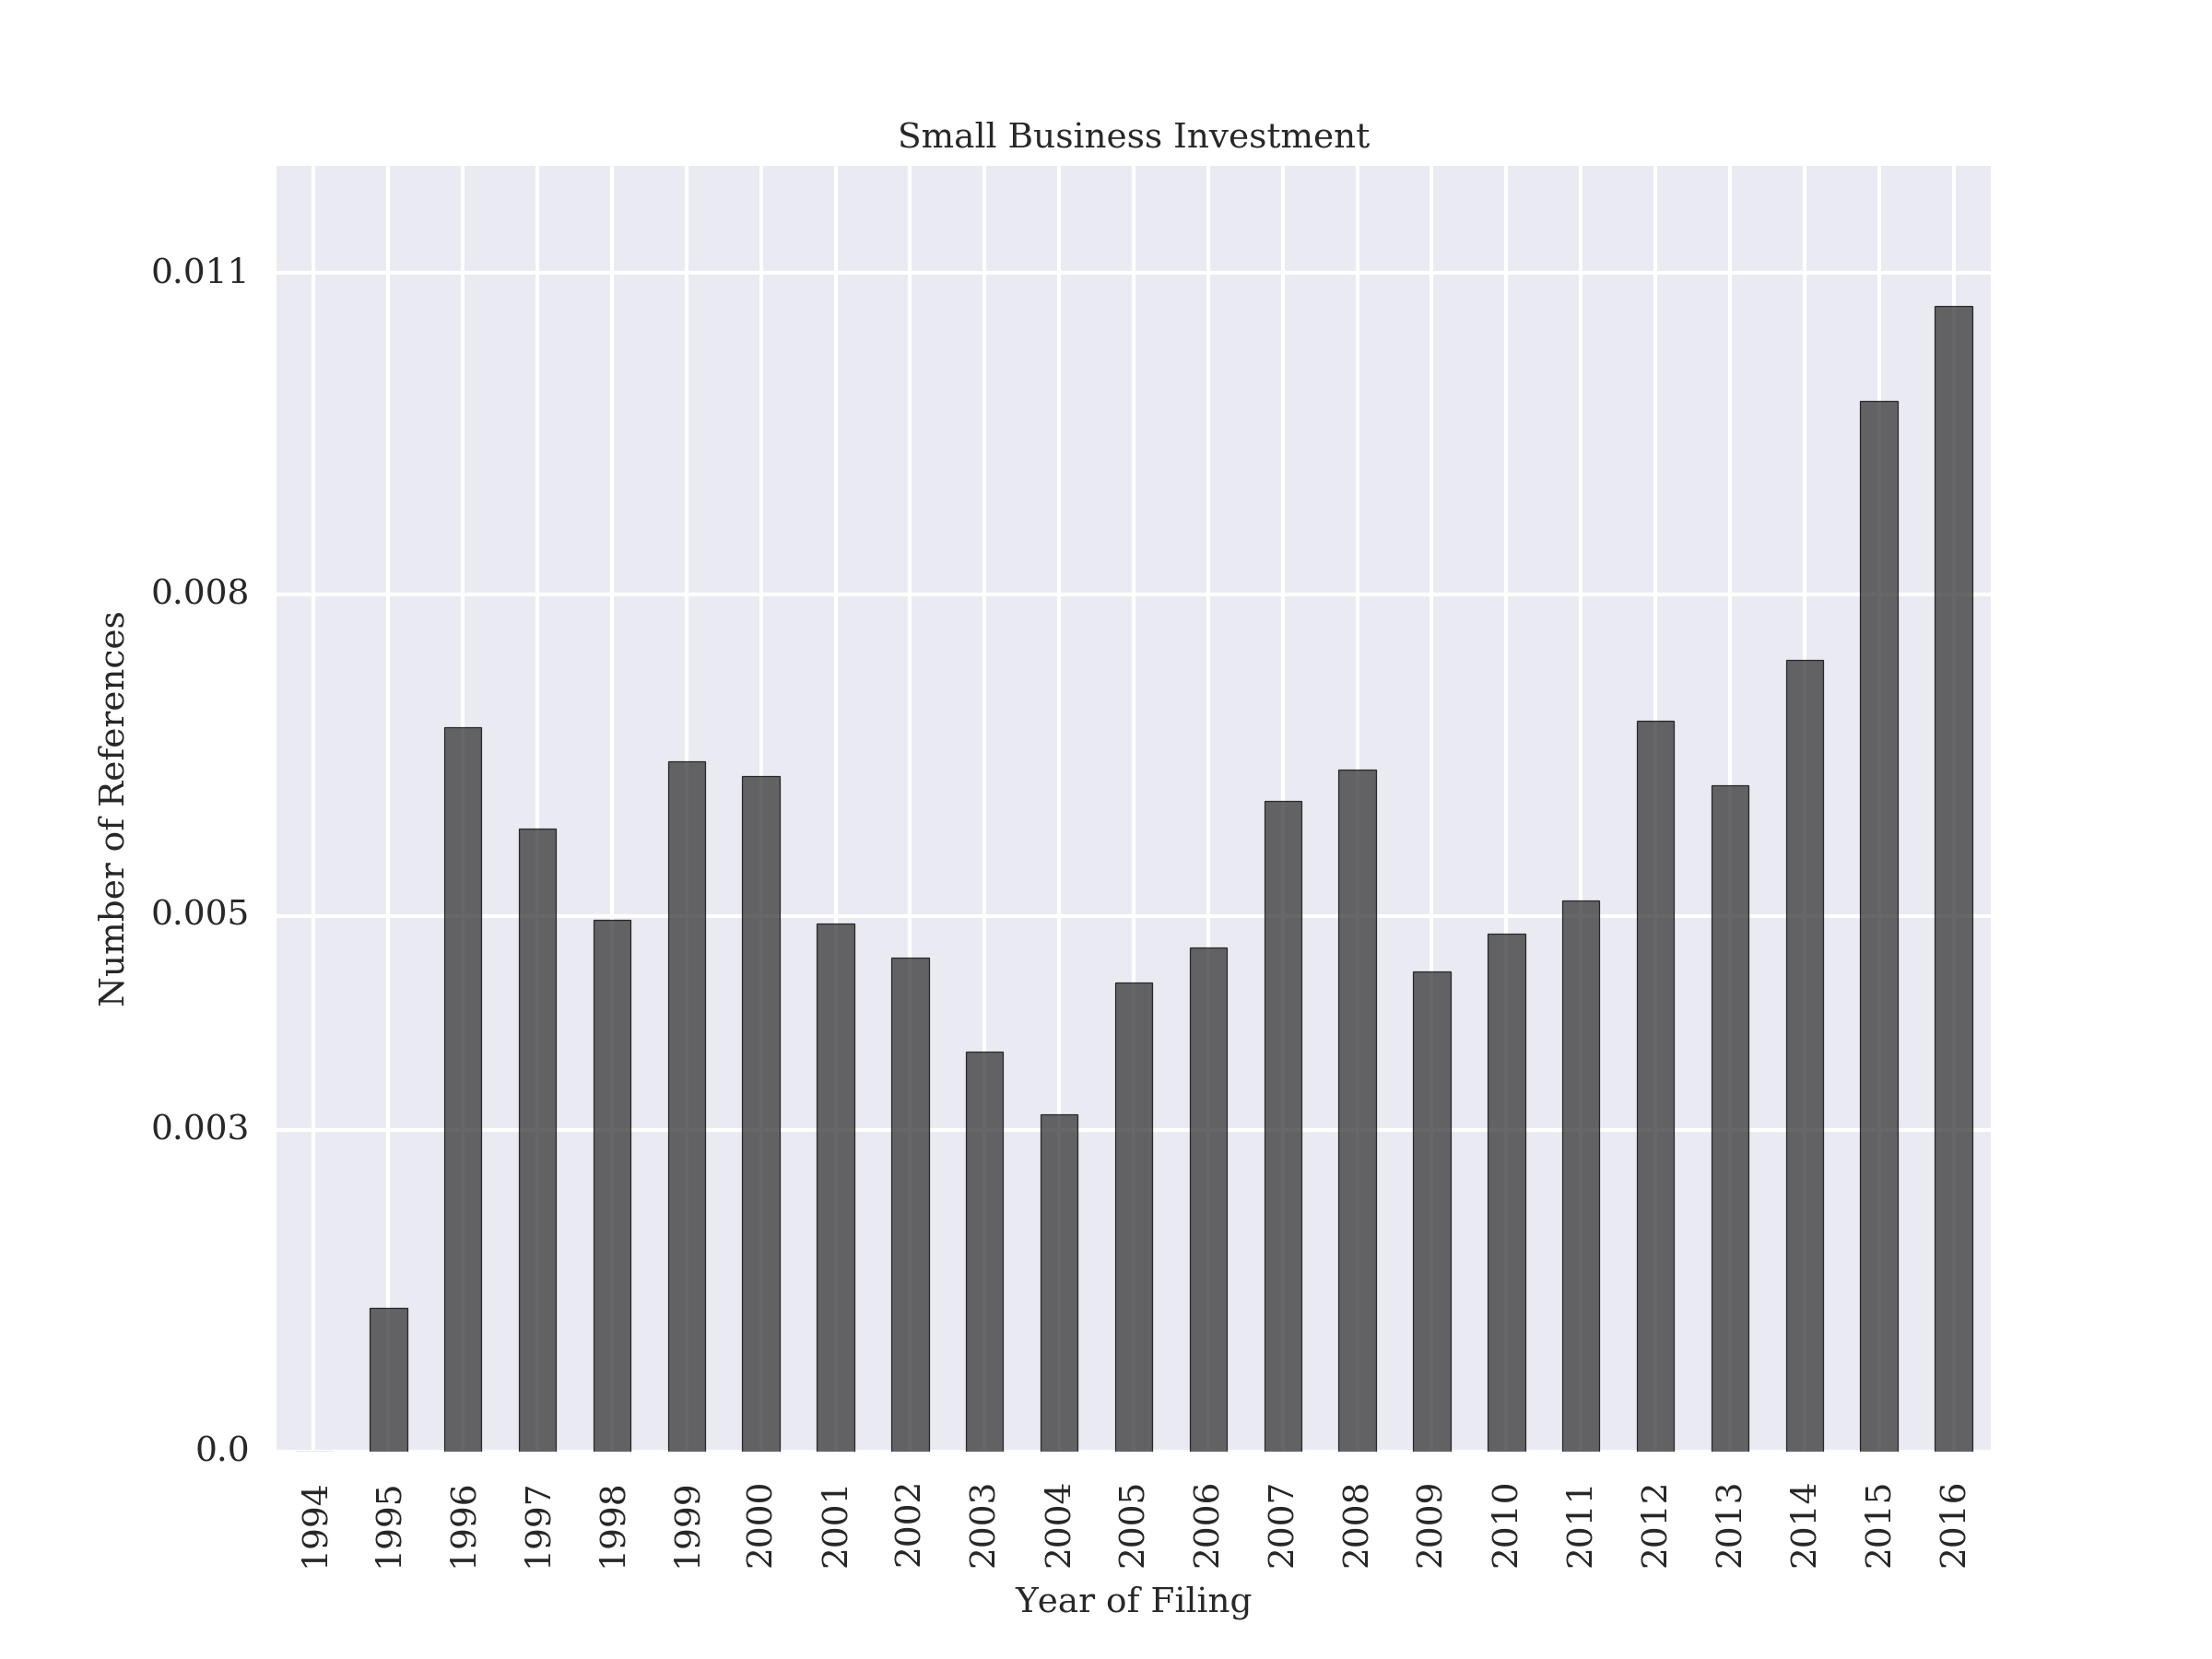 Small Business Investment
0.011
0.008
0.005
0.003
0.0
Number of References
1994 1995 1996 1997 1998 1999 2000 2001 2002 2003 2004 2005 2006 2007 2008 2009 2010 2011 2012 2013 2014 2015 2016
Year of Filing